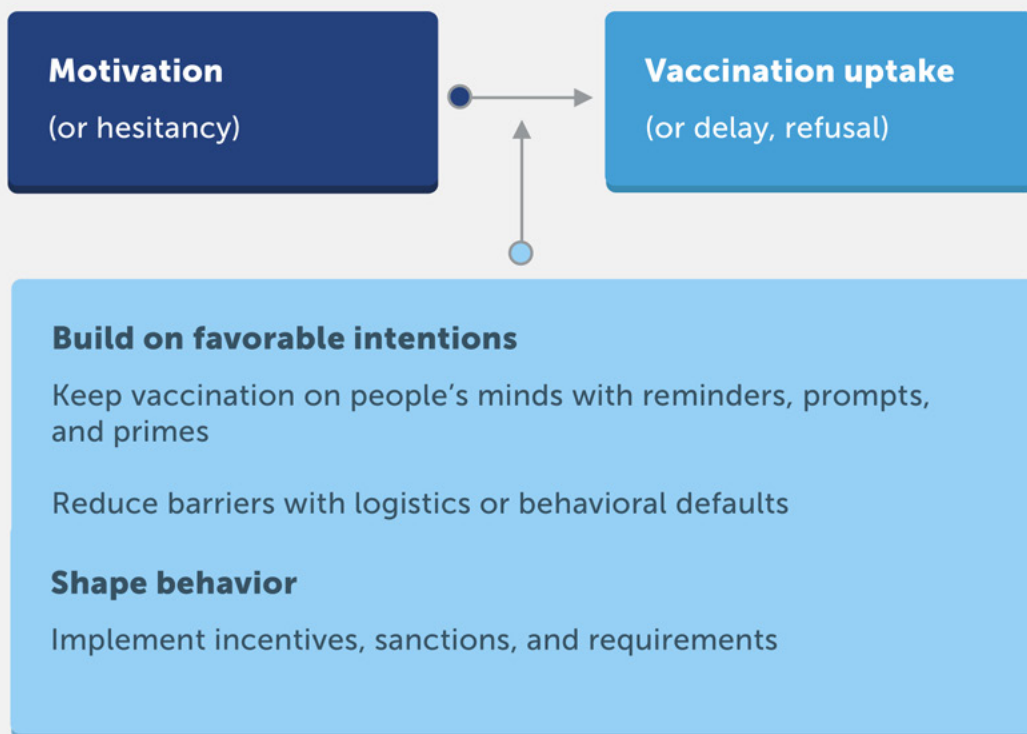 Motivation
(or hesitancy)
Vaccination uptake
(or delay, refusal)
Build on favorable intentions
Keep vaccination on people’s minds with reminders, prompts,
and primes
Reduce barriers with logistics or behavioral defaults
Shape behavior
Implement incentives, sanctions, and requirements